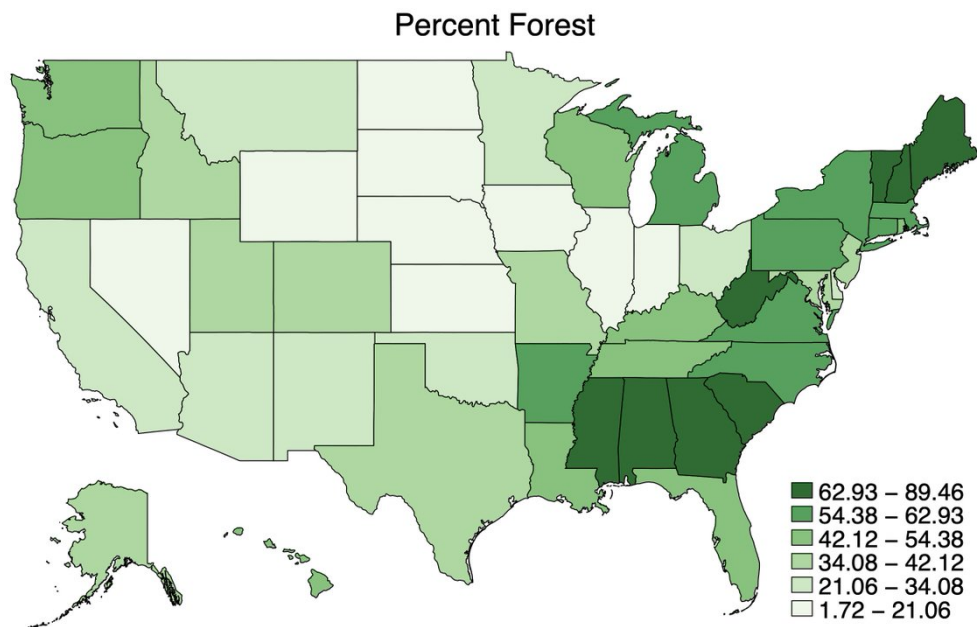 Percent Forest
62.93 – 89.46
54.38 – 62.93
42.12 – 54.38
34.08 – 42.12
21.06 – 34.08
1.72 – 21.06